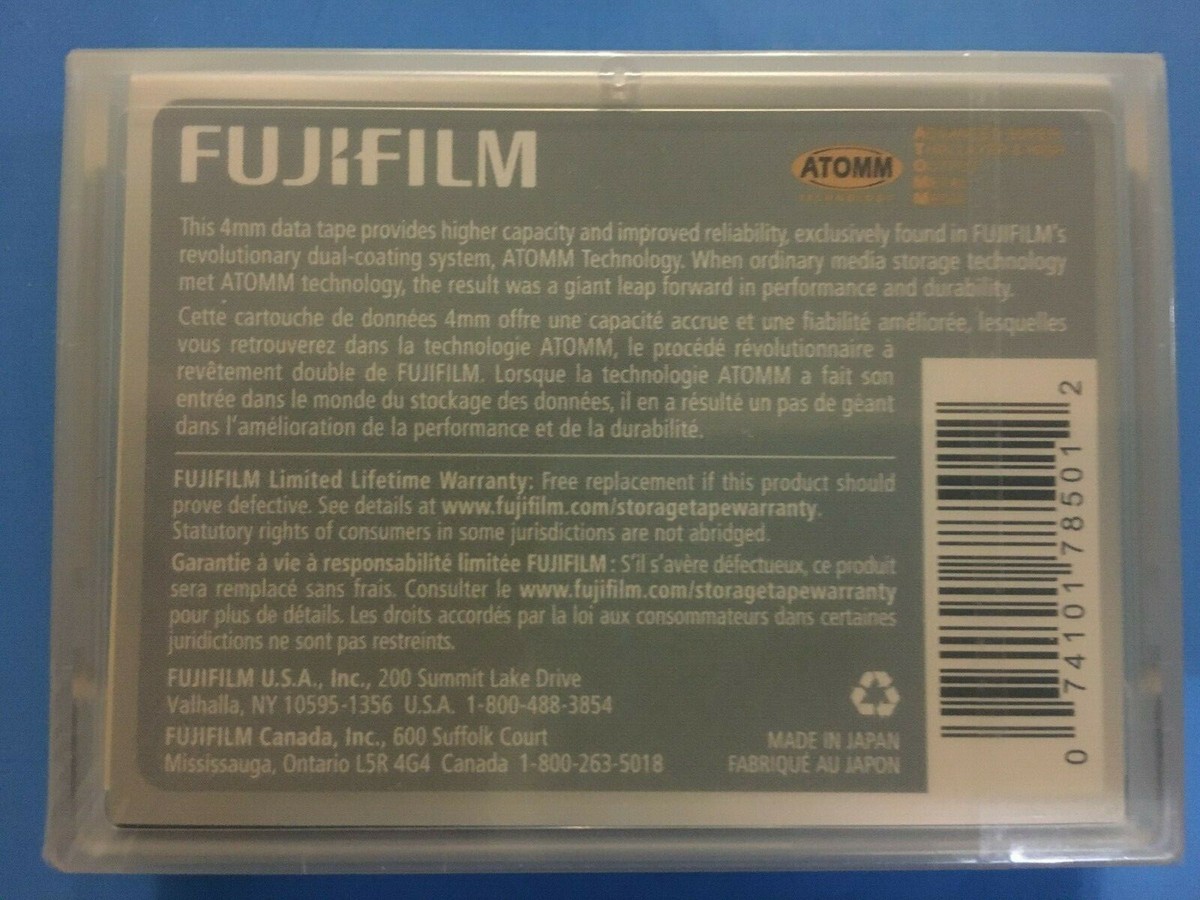 FUJIFILM
ATOMM
TECHNOLOGY
This 4mm data tape provides higher capacity and improved reliability, exclusively found in FUJIFILM's
revolutionary dual-coating system, ATOMM Technology. When ordinary media storage technology
met ATOMM technology, the result was a giant leap forward in performance and durability.
Cette cartouche de données 4mm offre une capacité accrue et une fiabilité améliorée, lesquelles
vous retrouverez dans la technologie ATOMM, le procédé révolutionnaire à
revêtement double de FUJIFILM. Lorsque la technologie ATOMM a fait son
entrée dans le monde du stockage des données, il en a résulté un pas de géant
dans l'amélioration de la performance et de la durabilité.
FUJIFILM Limited Lifetime Warranty: Free replacement if this product should
prove defective. See details at www.fujifilm.com/storagetapewarranty.
Statutory rights of consumers in some jurisdictions are not abridged.
Garantie à vie à responsabilité limitée FUJIFILM : S'il s'avère défectueux, ce produit
sera remplacé sans frais. Consulter le www.fujifilm.com/storagetapewarranty
pour plus de détails. Les droits accordés par la loi aux consommateurs dans certaines
juridictions ne sont pas restreints.
FUJIFILM U.S.A., Inc., 200 Summit Lake Drive
Valhalla, NY 10595-1356 U.S.A. 1-800-488-3854
FUJIFILM Canada, Inc., 600 Suffolk Court
Mississauga, Ontario L5R 4G4 Canada 1-800-263-5018
MADE IN JAPAN
FABRIQUÉ AU JAPON
0 74101 78501 2